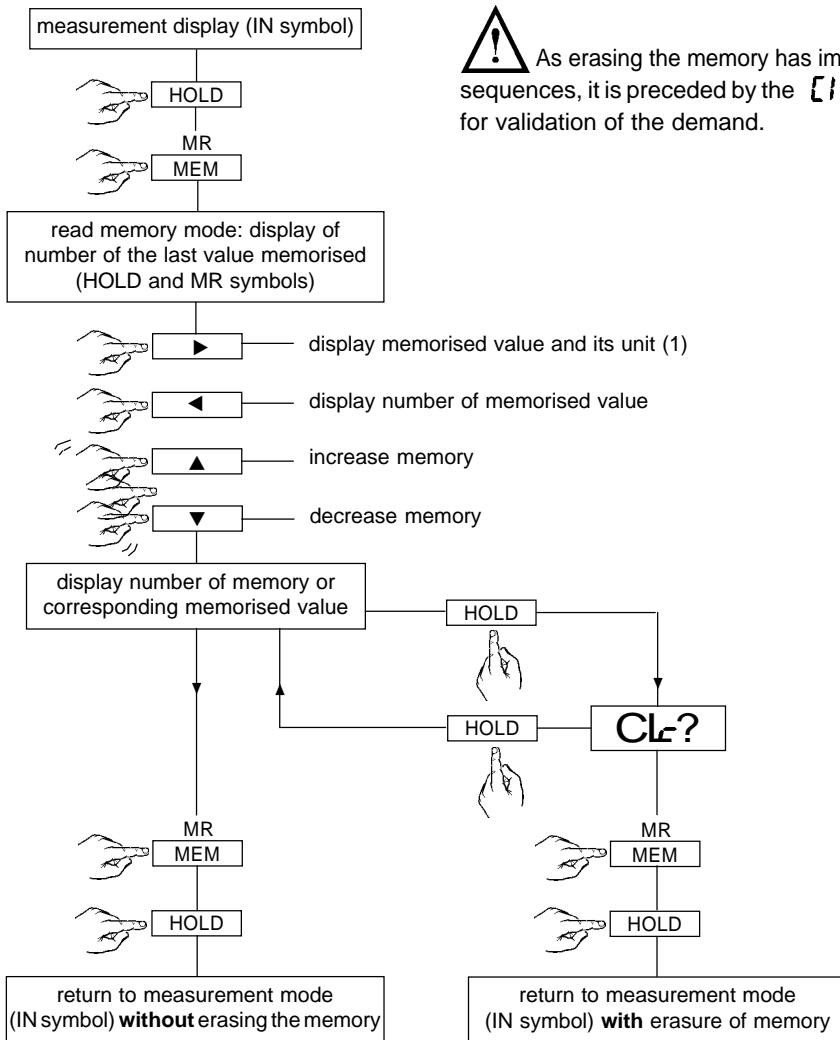 measurement display (IN symbol)
HOLD
MR
MEM
As erasing the memory has im
sequences, it is preceded by the Cl
for validation of the demand.
read memory mode: display of
number of the last value memorised
(HOLD and MR symbols)
▶ display memorised value and its unit (1)
◀ display number of memorised value
▲ increase memory
▼ decrease memory
display number of memory or
corresponding memorised value
HOLD
HOLD
CLr?
MR
MEM
HOLD
return to measurement mode
(IN symbol) without erasing the memory
MR
MEM
HOLD
return to measurement mode
(IN symbol) with erasure of memory